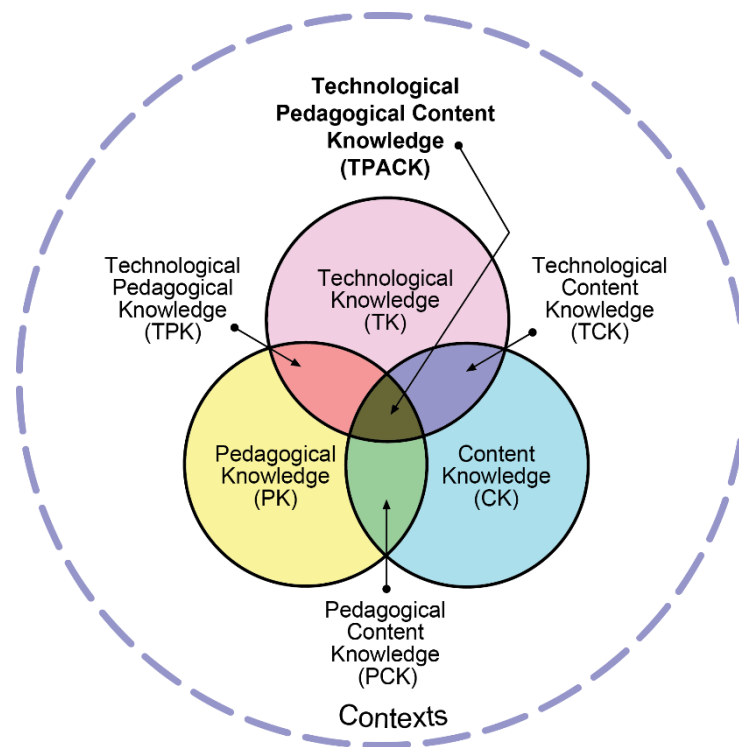 Technological
Pedagogical Content
Knowledge
(TPACK)
Technological
Pedagogical
Knowledge
(TPK)
Technological
Knowledge
(TK)
Technological
Content
Knowledge
(TCK)
Pedagogical
Knowledge
(PK)
Content
Knowledge
(CK)
Pedagogical
Content
Knowledge
(PCK)
Contexts